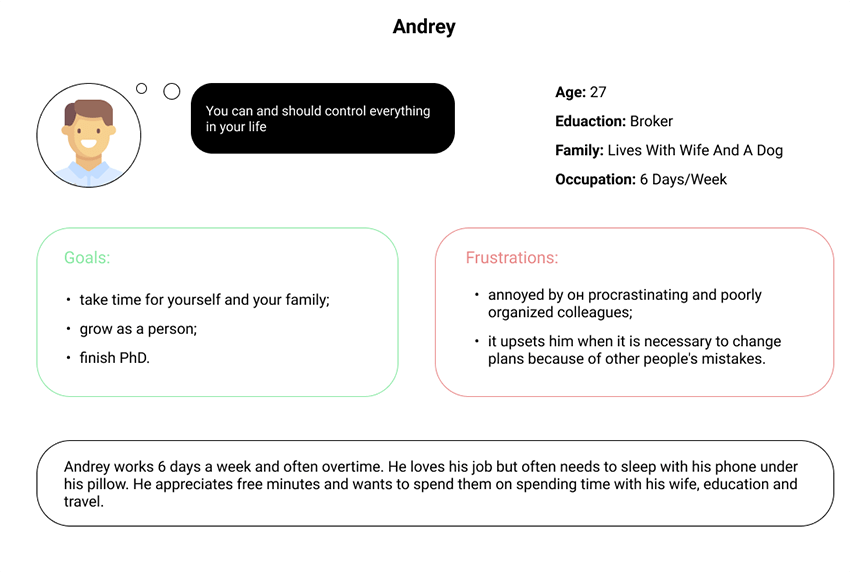 Andrey
You can and should control everything
in your life
Age: 27
Eduaction: Broker
Family: Lives With Wife And A Dog
Occupation: 6 Days/Week
Goals:
• take time for yourself and your family;
• grow as a person;
• finish PhD.
Frustrations:
• annoyed by он procrastinating and poorly
organized colleagues;
• it upsets him when it is necessary to change
plans because of other people's mistakes.
Andrey works 6 days a week and often overtime. He loves his job but often needs to sleep with his phone under
his pillow. He appreciates free minutes and wants to spend them on spending time with his wife, education and
travel.